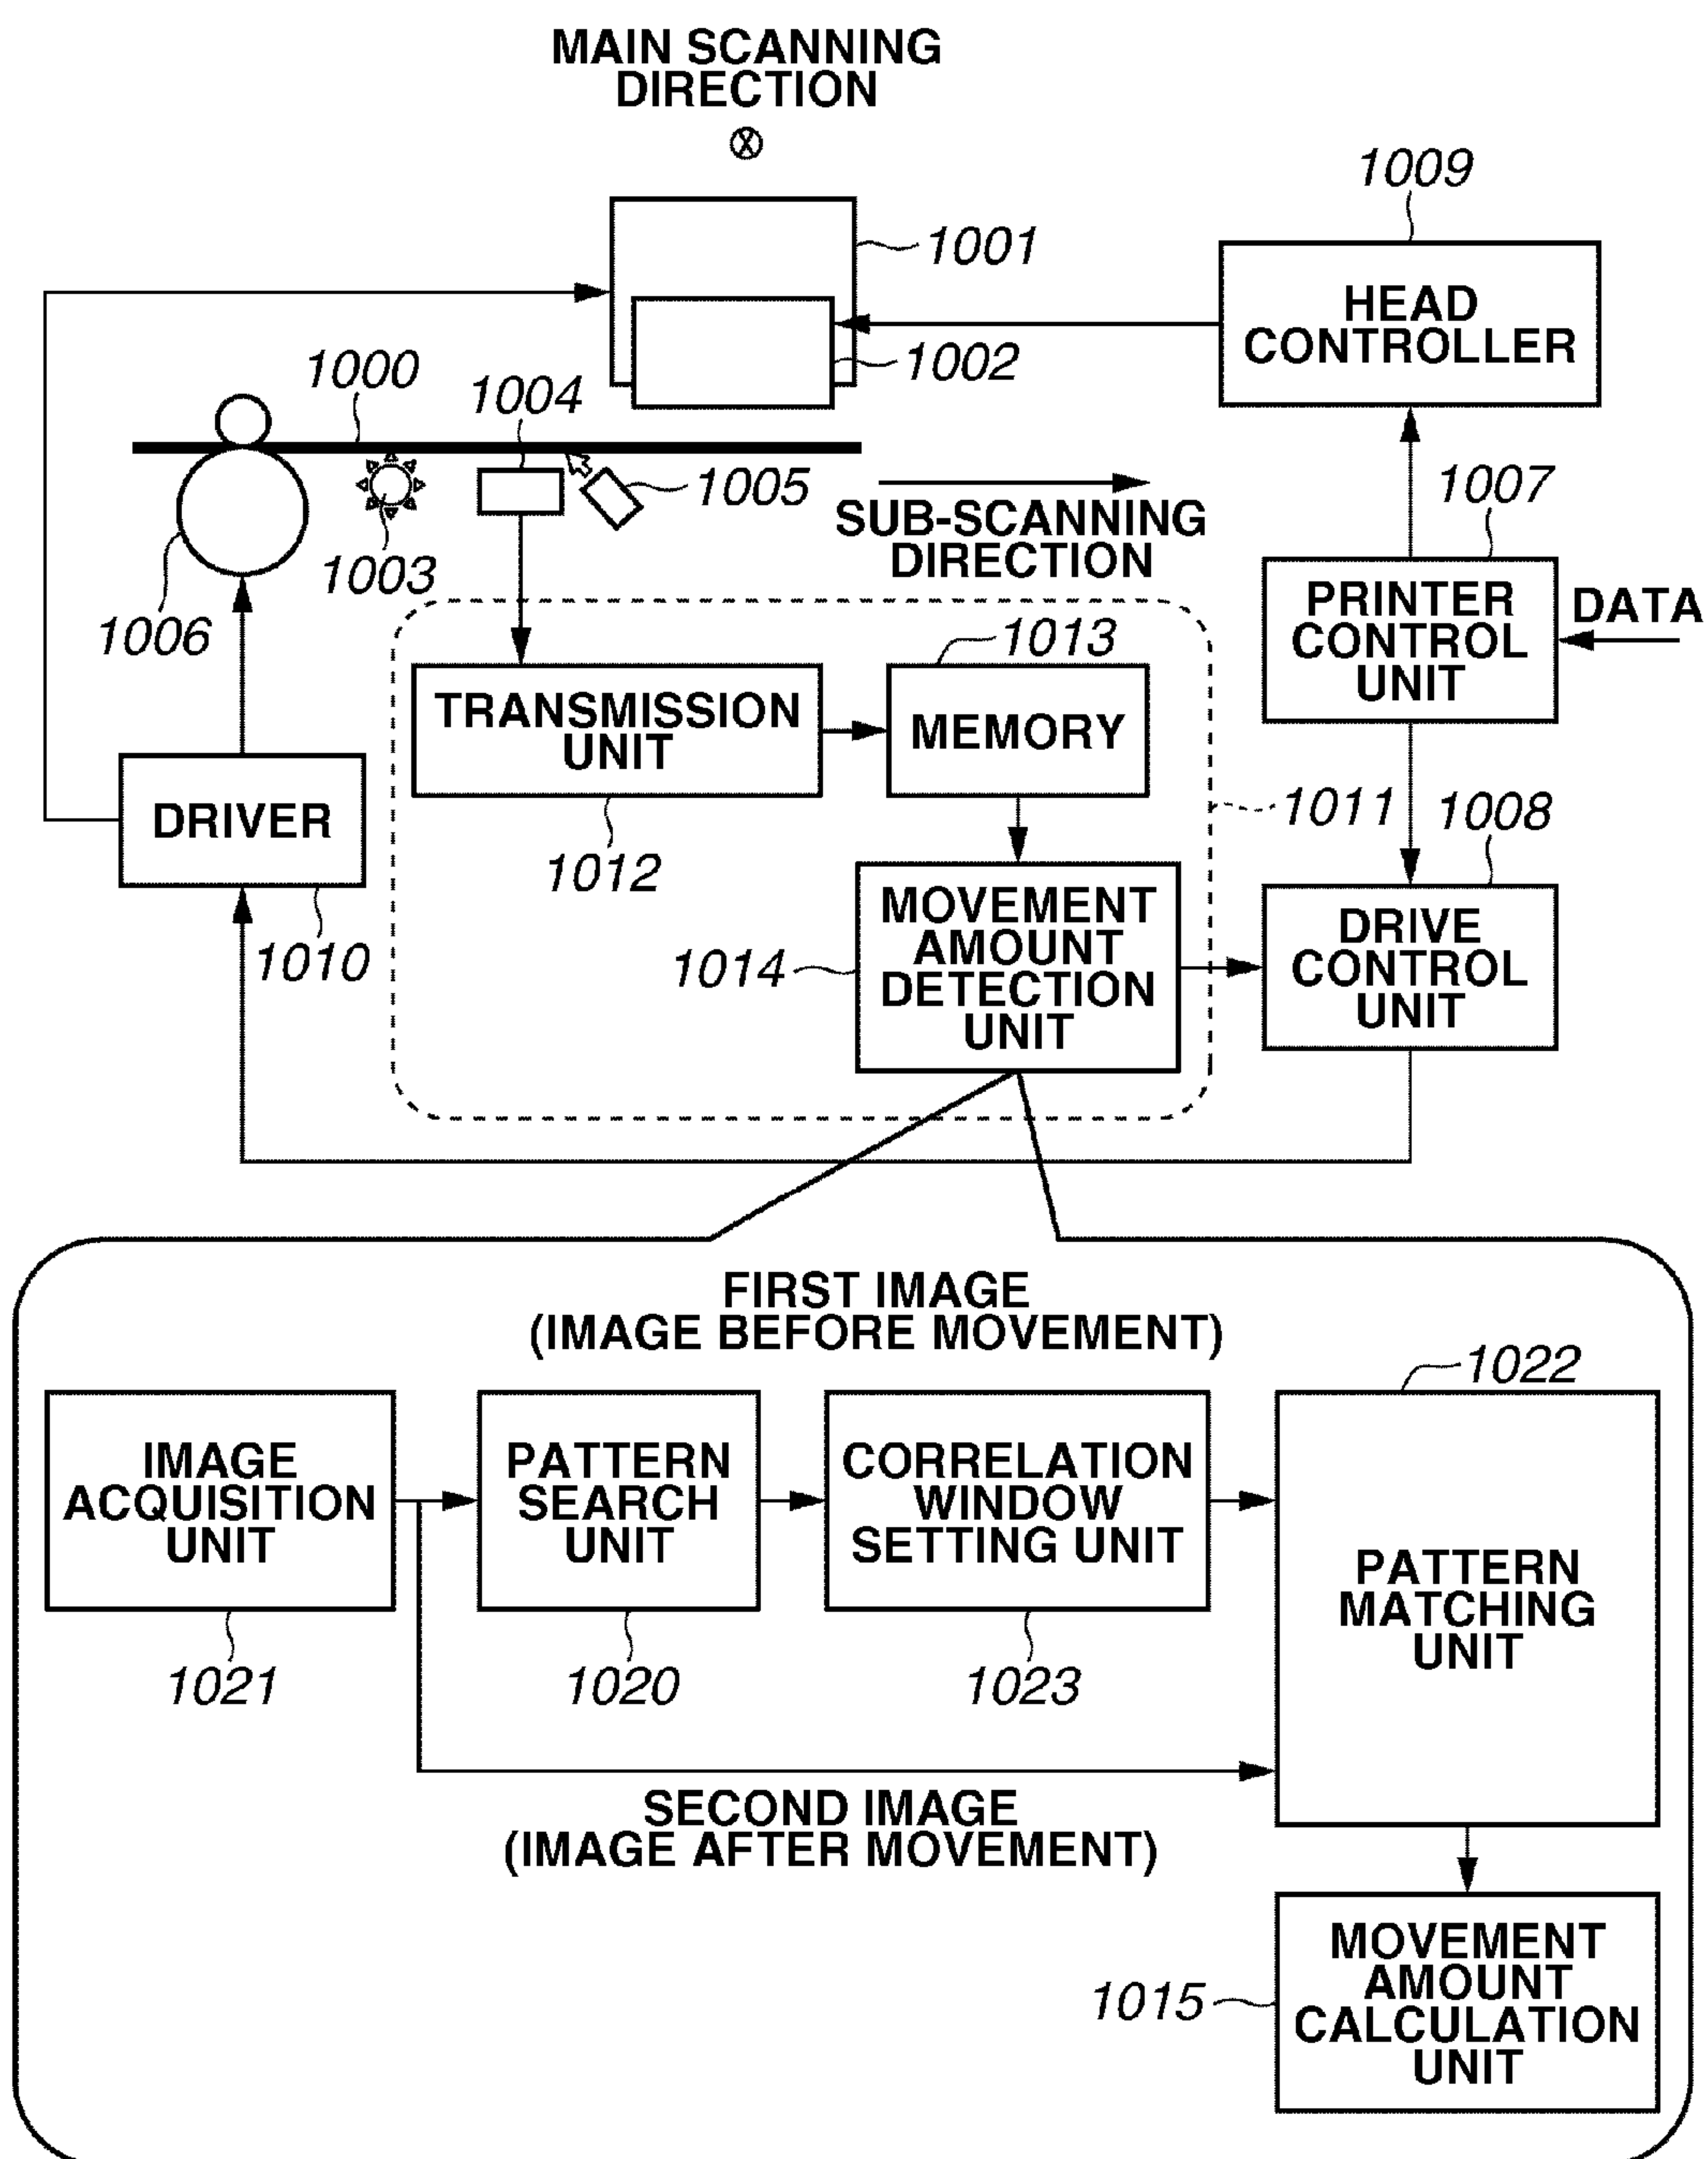 MAIN SCANNING
DIRECTION
1009
1001
HEAD
CONTROLLER
1002
1000
1004
1005
1007
SUB-SCANNING
DIRECTION
1003
1006
PRINTER
CONTROL
UNIT
DATA
1013
TRANSMISSION
UNIT
MEMORY
1011
1008
DRIVER
1012
1010
MOVEMENT
AMOUNT
DETECTION
UNIT
1014
DRIVE
CONTROL
UNIT
FIRST IMAGE
(IMAGE BEFORE MOVEMENT)
1022
IMAGE
ACQUISITION
UNIT
PATTERN
SEARCH
UNIT
CORRELATION
WINDOW
SETTING UNIT
PATTERN
MATCHING
UNIT
1021
1020
1023
SECOND IMAGE
(IMAGE AFTER MOVEMENT)
MOVEMENT
AMOUNT
CALCULATION
UNIT
1015